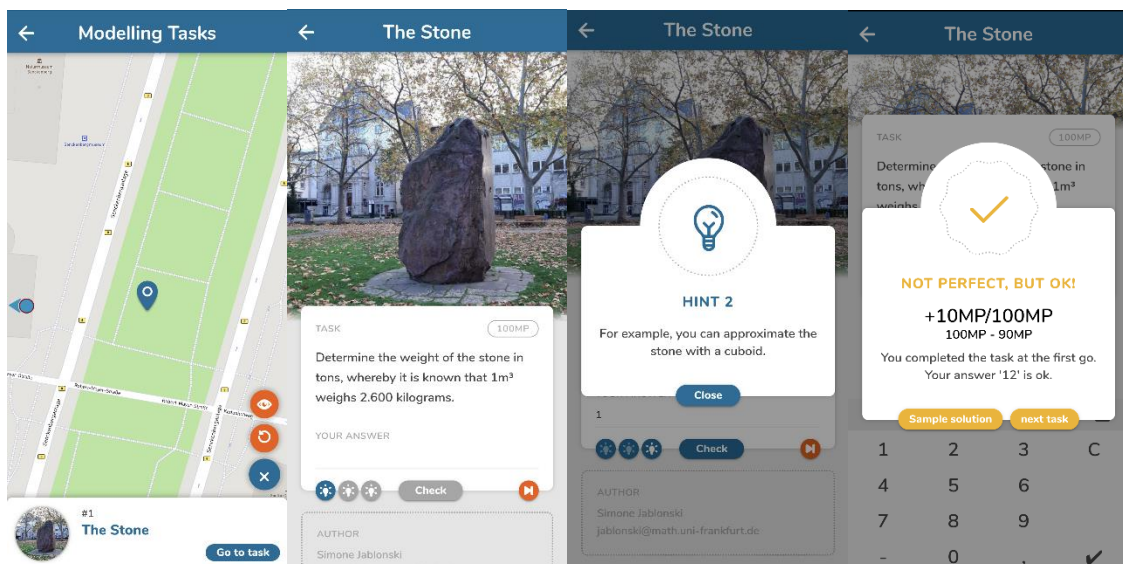 Modelling Tasks
Senckenbergmuseum
Senckenberganlage
Robert-Mayer-Straße
#1
The Stone
Go to task
The Stone
TASK
100MP
Determine the weight of the stone in
tons, whereby it is known that 1m³
weighs 2.600 kilograms.
YOUR ANSWER
Check
AUTHOR
Simone Jablonski
The Stone
HINT 2
For example, you can approximate the
stone with a cuboid.
Close
1
Check
AUTHOR
Simone Jablonski
jablonski@math.uni-frankfurt.de
The Stone
TASK
100MP
Determine
stone in
tons, wh
1m³
weighs
NOT PERFECT, BUT OK!
+10MP/100MP
100MP - 90MP
You completed the task at the first go.
Your answer '12' is ok.
Sample solution
next task
1 2 3 C
4 5 6
7 8 9
- 0 ,